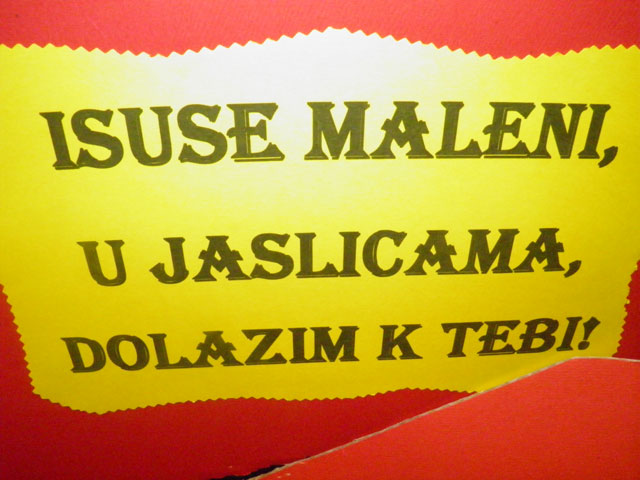 ISUSE MALENI,
U JASLICAMA,
DOLAZIM K TEBI!